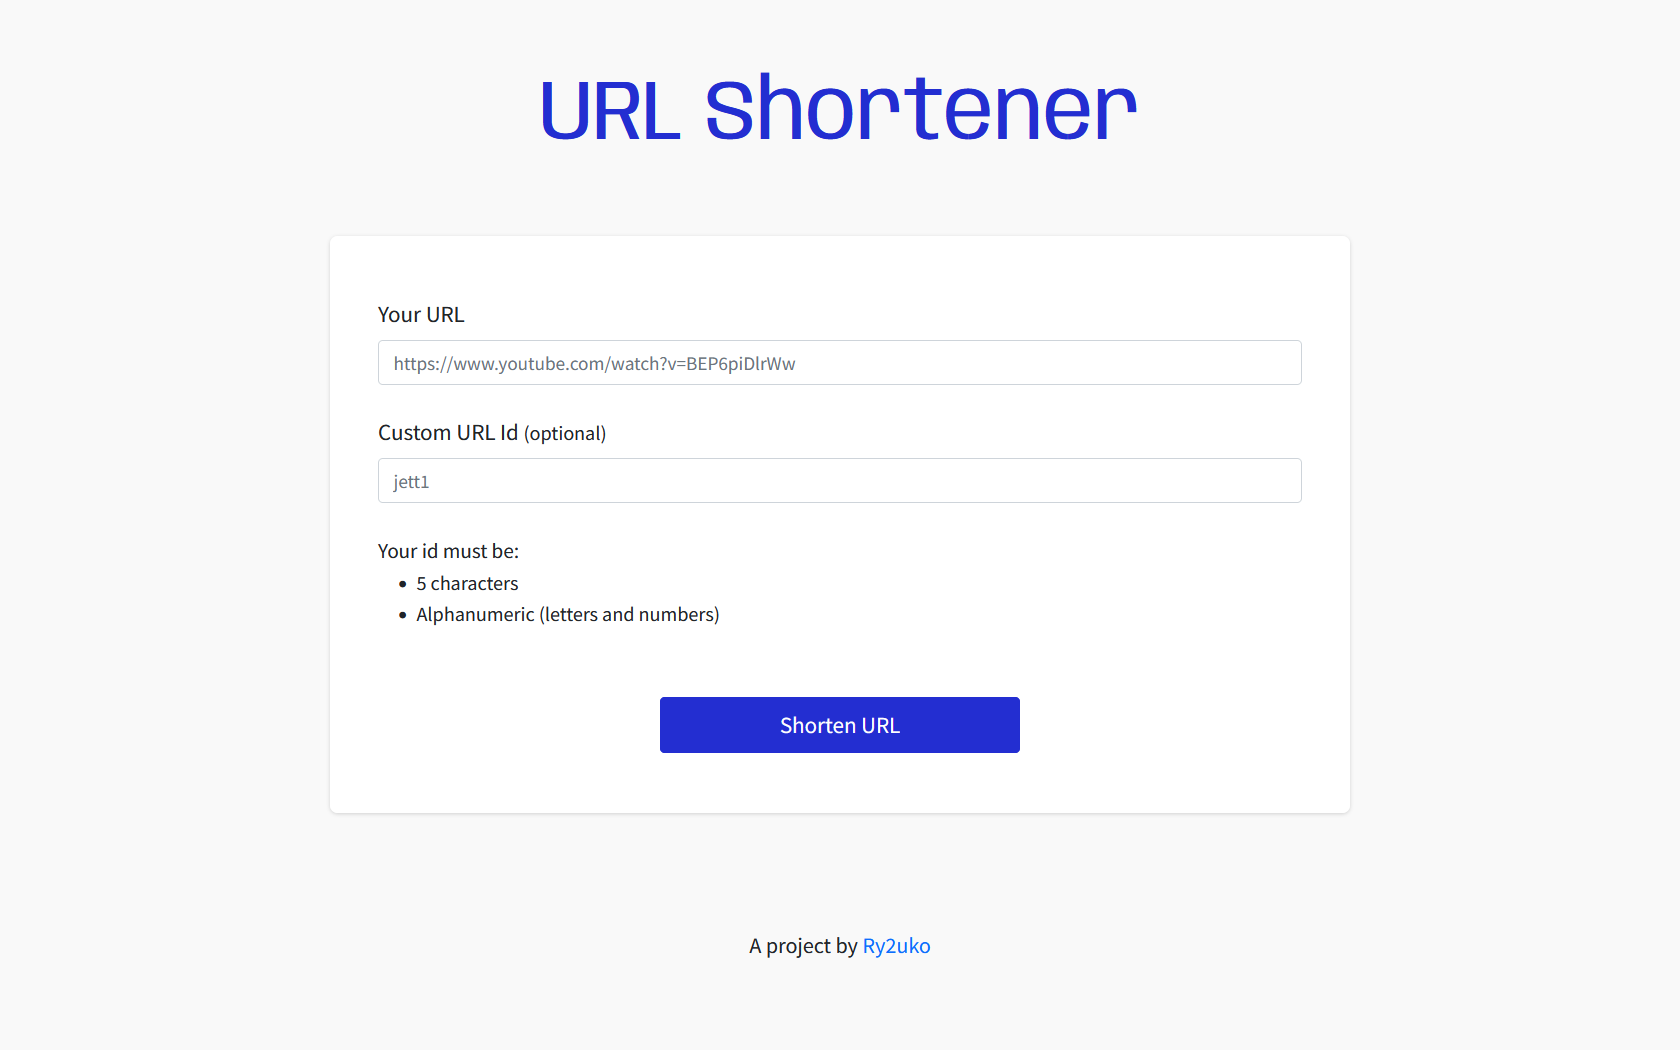 URL Shortener
Your URL
https://www.youtube.com/watch?v=BEP6piDlrWw
Custom URL Id (optional)
jett1
Your id must be:
• 5 characters
• Alphanumeric (letters and numbers)
Shorten URL
A project by Ry2uko